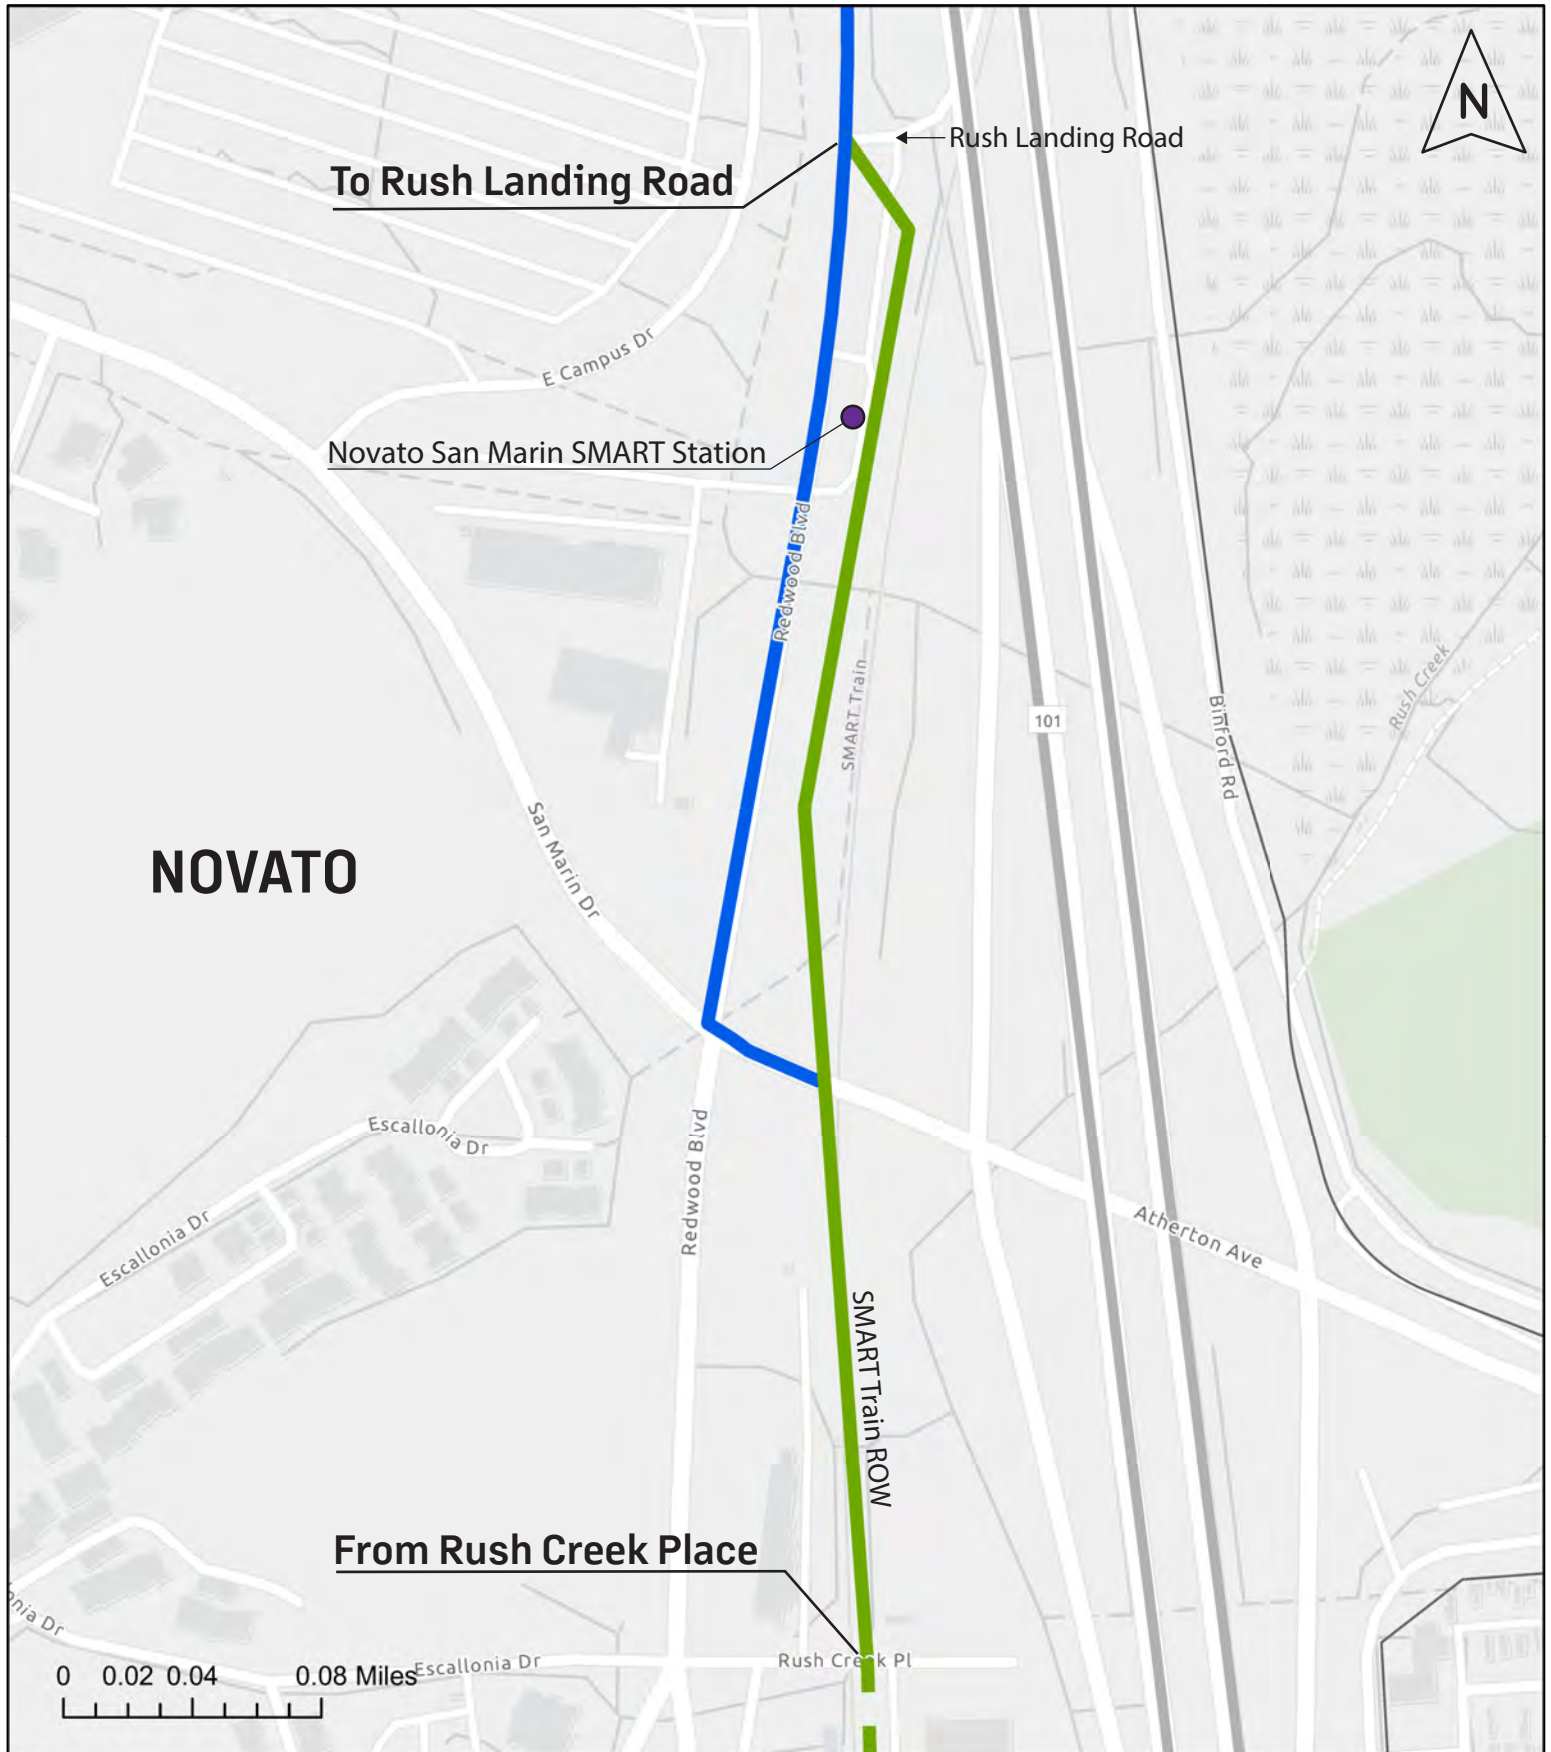 N
Rush Landing Road
To Rush Landing Road
E Campus Dr
Novato San Marin SMART Station
Redwood Blvd
SMART Train
Rush Creek
101
Binford Rd
San Marin Dr
NOVATO
Escallonia Dr
Redwood Blvd
Escallonia Dr
Atherton Ave
SMART Train ROW
From Rush Creek Place
onia Dr
Rush Creek Pl
Escallonia Dr
0 0.02 0.04 0.08 Miles